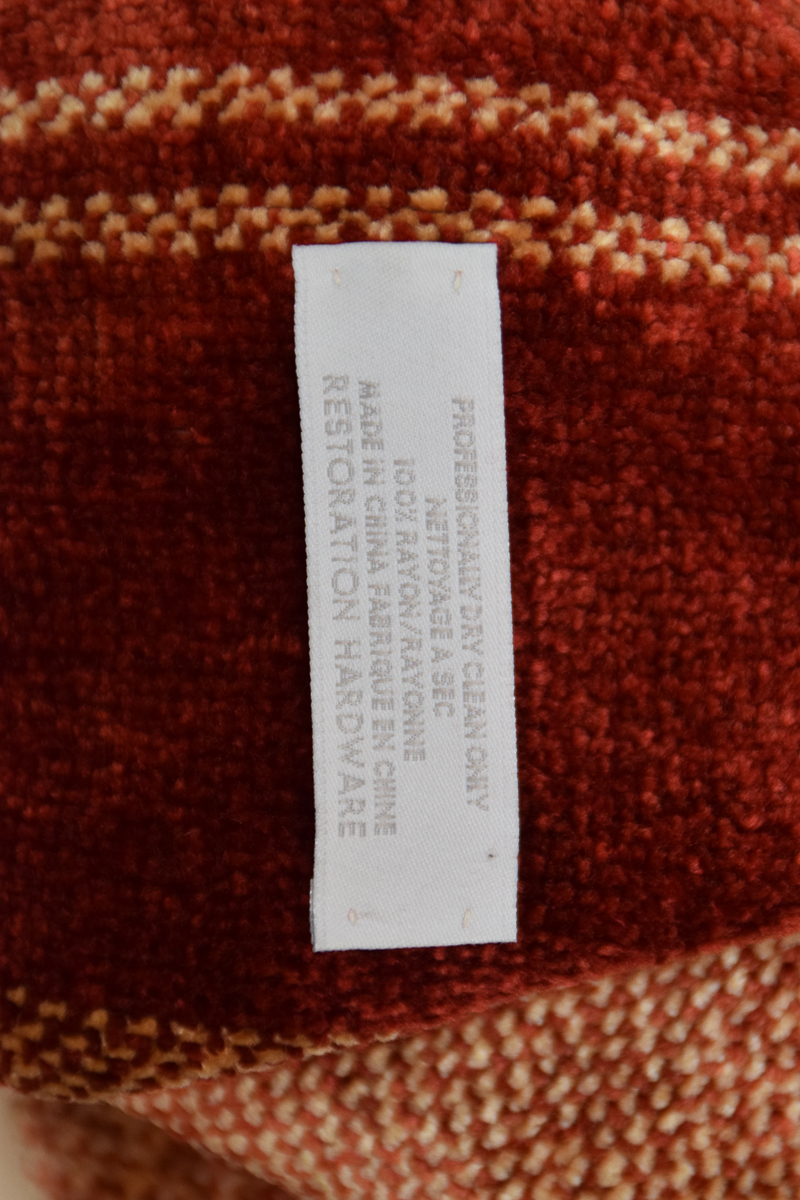 PROFESSIONALLY DRY CLEAN ONLY
NETTOYAGE A SEC
100% RAYON/RAYONNE
MADE IN CHINA FABRIQUE EN CHINE
RESTORATION HARDWARE